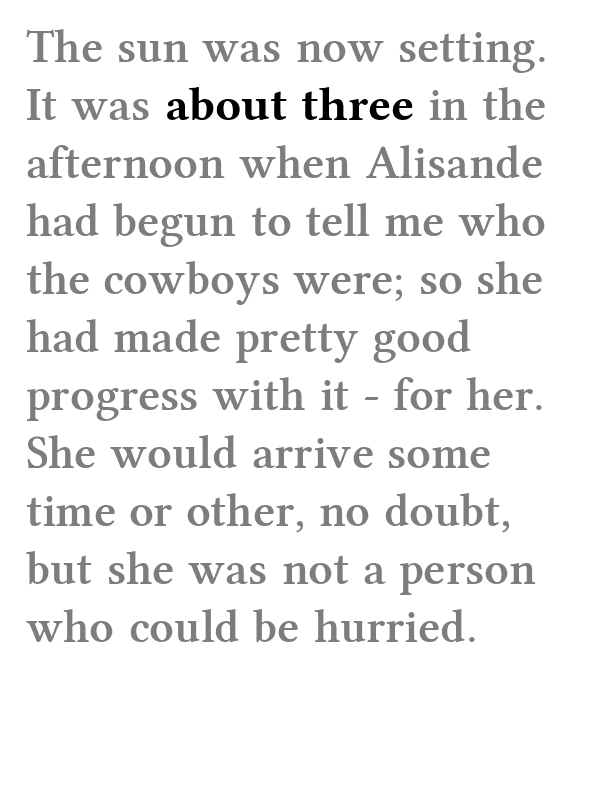 The sun was now setting.
It was about three in the
afternoon when Alisande
had begun to tell me who
the cowboys were; so she
had made pretty good
progress with it - for her.
She would arrive some
time or other, no doubt,
but she was not a person
who could be hurried.